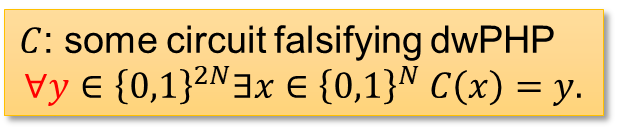 C: some circuit falsifying dwPHP
∀y ∈ {0,1}²ᴺ∃x ∈ {0,1}ᴺ C(x) = y.